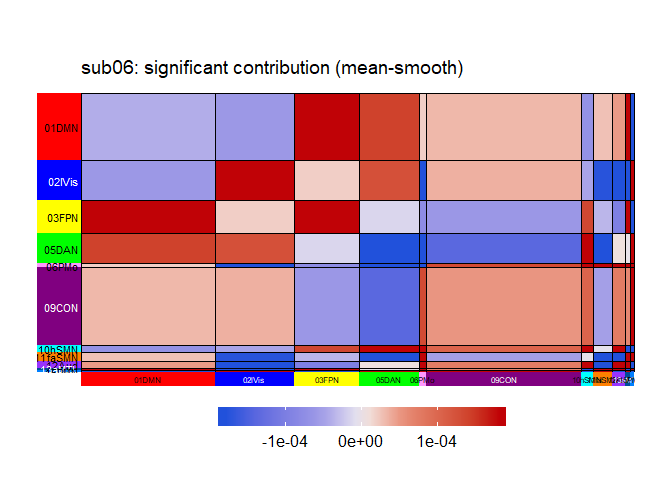 sub06: significant contribution (mean-smooth)
01DMN
02lVis
03FPN
05DAN
06PMo
09CON
10hSMN
01DMN
02lVis
03FPN
05DAN
06PMo
09CON
-1e-04
0e+00
1e-04